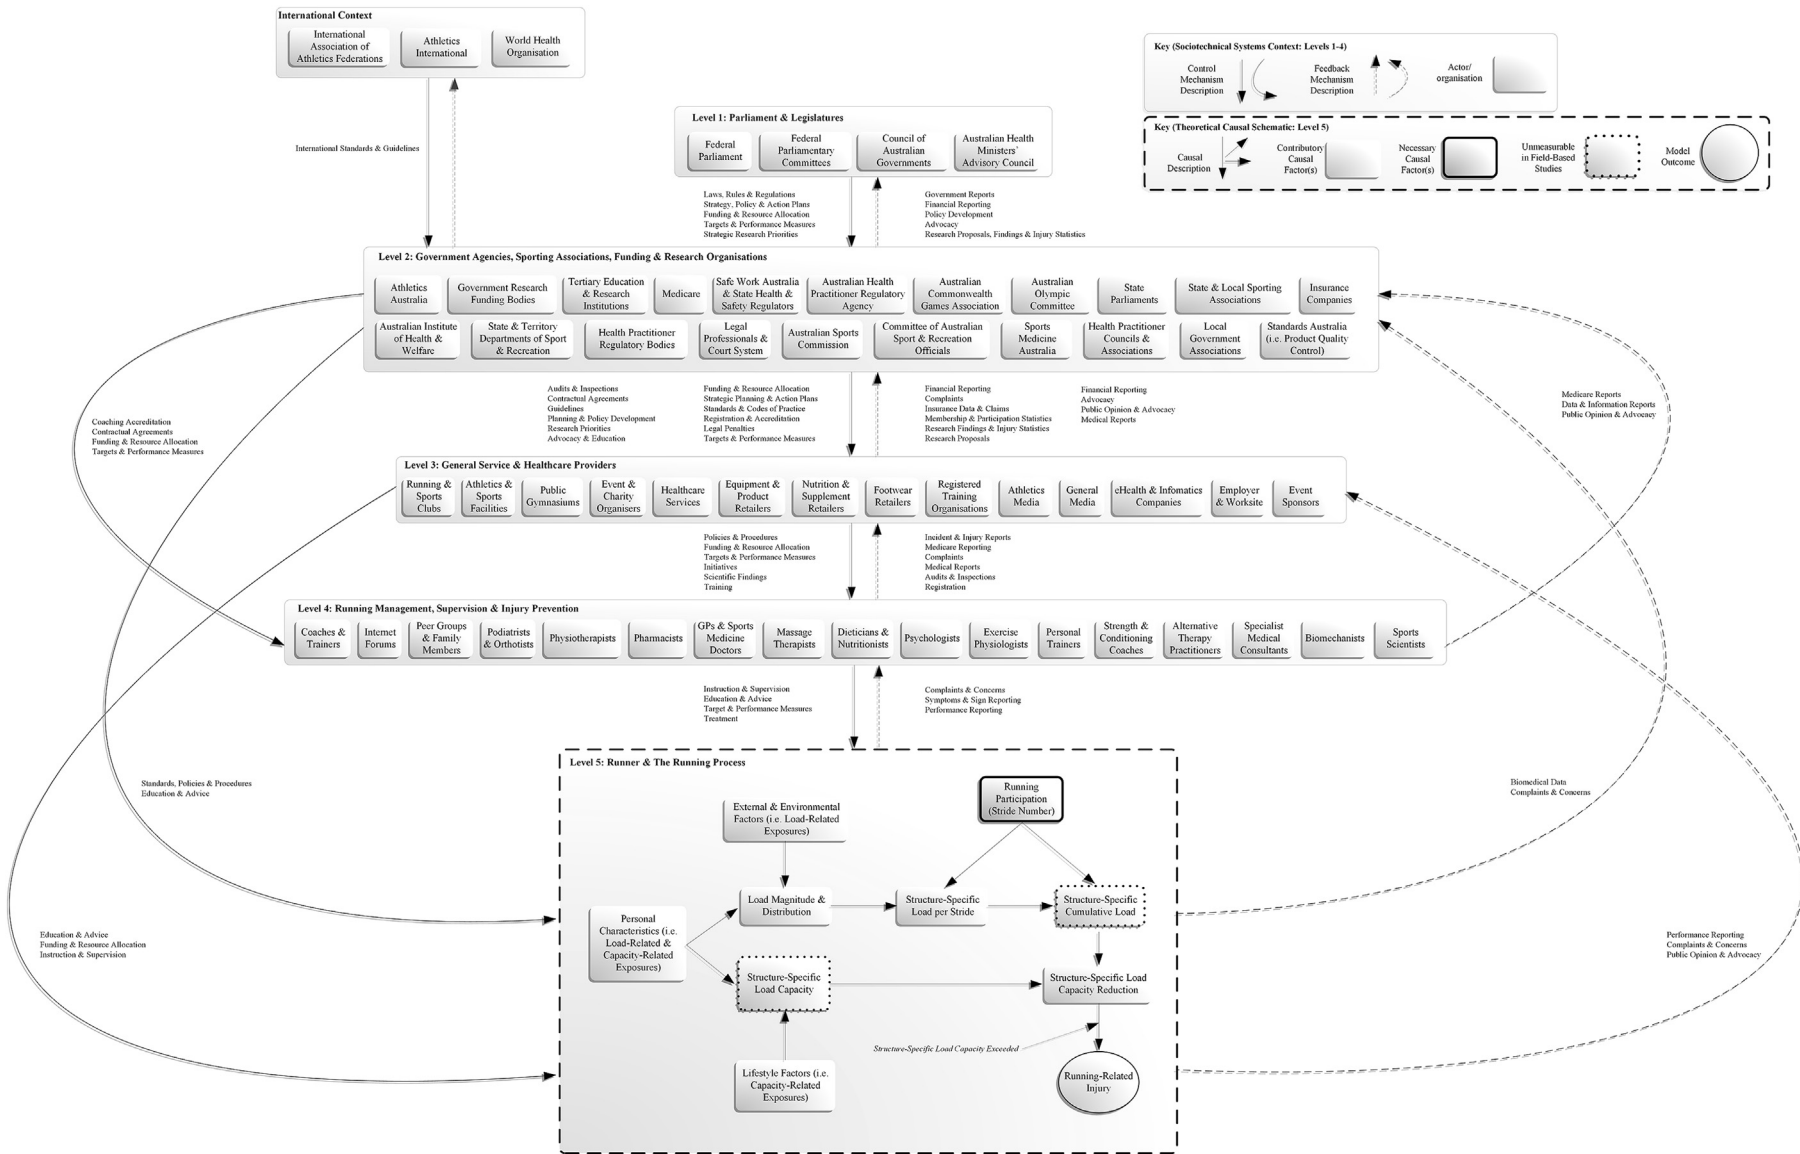 International Context
International
Association of
Athletics Federations
Athletics
International
World Health
Organisation
Key (Sociotechnical Systems Context: Levels 1-4)
Control
Mechanism
Description
Feedback
Mechanism
Description
Actor/
organisation
Key (Theoretical Causal Schematic: Level 5)
Causal
Description
Contributory
Causal
Factor(s)
Necessary
Causal
Factor(s)
Unmeasurable
in Field-Based
Studies
Model
Outcome
International Standards & Guidelines
Level 1: Parliament & Legislatures
Federal
Parliament
Federal
Parliamentary
Committees
Council of
Australian
Governments
Australian Health
Ministers'
Advisory Council
Laws, Rules & Regulations
Strategy, Policy & Action Plans
Funding & Resource Allocation
Targets & Performance Measures
Strategic Research Priorities
Government Reports
Financial Reporting
Policy Development
Advocacy
Research Proposals, Findings & Injury Statistics
Level 2: Government Agencies, Sporting Associations, Funding & Research Organisations
Athletics
Australia
Government Research
Funding Bodies
Tertiary Education
& Research
Institutions
Medicare
Safe Work Australia
& State Health &
Safety Regulators
Australian Health
Practitioner Regulatory
Agency
Australian
Commonwealth
Games Association
Australian
Olympic
Committee
State
Parliaments
State & Local Sporting
Associations
Insurance
Companies
Australian Institute
of Health &
Welfare
State & Territory
Departments of Sport
& Recreation
Health Practitioner
Regulatory Bodies
Legal
Professionals &
Court System
Australian Sports
Commission
Committee of Australian
Sport & Recreation
Officials
Sports
Medicine
Australia
Health Practitioner
Councils &
Associations
Local
Government
Associations
Standards Australia
(i.e. Product Quality
Control)
Audits & Inspections
Contractual Agreements
Guidelines
Planning & Policy Development
Research Priorities
Advocacy & Education
Funding & Resource Allocation
Strategic Planning & Action Plans
Standards & Codes of Practice
Registration & Accreditation
Legal Penalties
Targets & Performance Measures
Financial Reporting
Complaints
Insurance Data & Claims
Membership & Participation Statistics
Research Findings & Injury Statistics
Research Proposals
Financial Reporting
Advocacy
Public Opinion & Advocacy
Medical Reports
Medicare Reports
Data & Information Reports
Public Opinion & Advocacy
Coaching Accreditation
Contractual Agreements
Funding & Resource Allocation
Targets & Performance Measures
Level 3: General Service & Healthcare Providers
Running &
Sports
Clubs
Athletics &
Sports
Facilities
Public
Gymnasiums
Event &
Charity
Organisers
Healthcare
Services
Equipment &
Product
Retailers
Nutrition &
Supplement
Retailers
Footwear
Retailers
Registered
Training
Organisations
Athletics
Media
General
Media
eHealth & Infomatics
Companies
Employer
& Worksite
Event
Sponsors
Policies & Procedures
Funding & Resource Allocation
Targets & Performance Measures
Initiatives
Scientific Findings
Training
Incident & Injury Reports
Medicare Reporting
Complaints
Medical Reports
Audits & Inspections
Registration
Level 4: Running Management, Supervision & Injury Prevention
Coaches &
Trainers
Internet
Forums
Peer Groups
& Family
Members
Podiatrists
& Orthotists
Physiotherapists
Pharmacists
GPs & Sports
Medicine
Doctors
Massage
Therapists
Dieticians &
Nutritionists
Psychologists
Exercise
Physiologists
Personal
Trainers
Strength &
Conditioning
Coaches
Alternative
Therapy
Practitioners
Specialist
Medical
Consultants
Biomechanists
Sports
Scientists
Instruction & Supervision
Education & Advice
Target & Performance Measures
Treatment
Complaints & Concerns
Symptoms & Sign Reporting
Performance Reporting
Standards, Policies & Procedures
Education & Advice
Biomedical Data
Complaints & Concerns
Education & Advice
Funding & Resource Allocation
Instruction & Supervision
Performance Reporting
Complaints & Concerns
Public Opinion & Advocacy
Level 5: Runner & The Running Process
Running
Participation
(Stride Number)
External & Environmental
Factors (i.e. Load-Related
Exposures)
Load Magnitude &
Distribution
Structure-Specific
Load per Stride
Structure-Specific
Cumulative Load
Personal
Characteristics (i.e.
Load-Related &
Capacity-Related
Exposures)
Structure-Specific
Load Capacity
Structure-Specific Load
Capacity Reduction
Structure-Specific Load Capacity Exceeded
Lifestyle Factors (i.e.
Capacity-Related
Exposures)
Running-Related
Injury